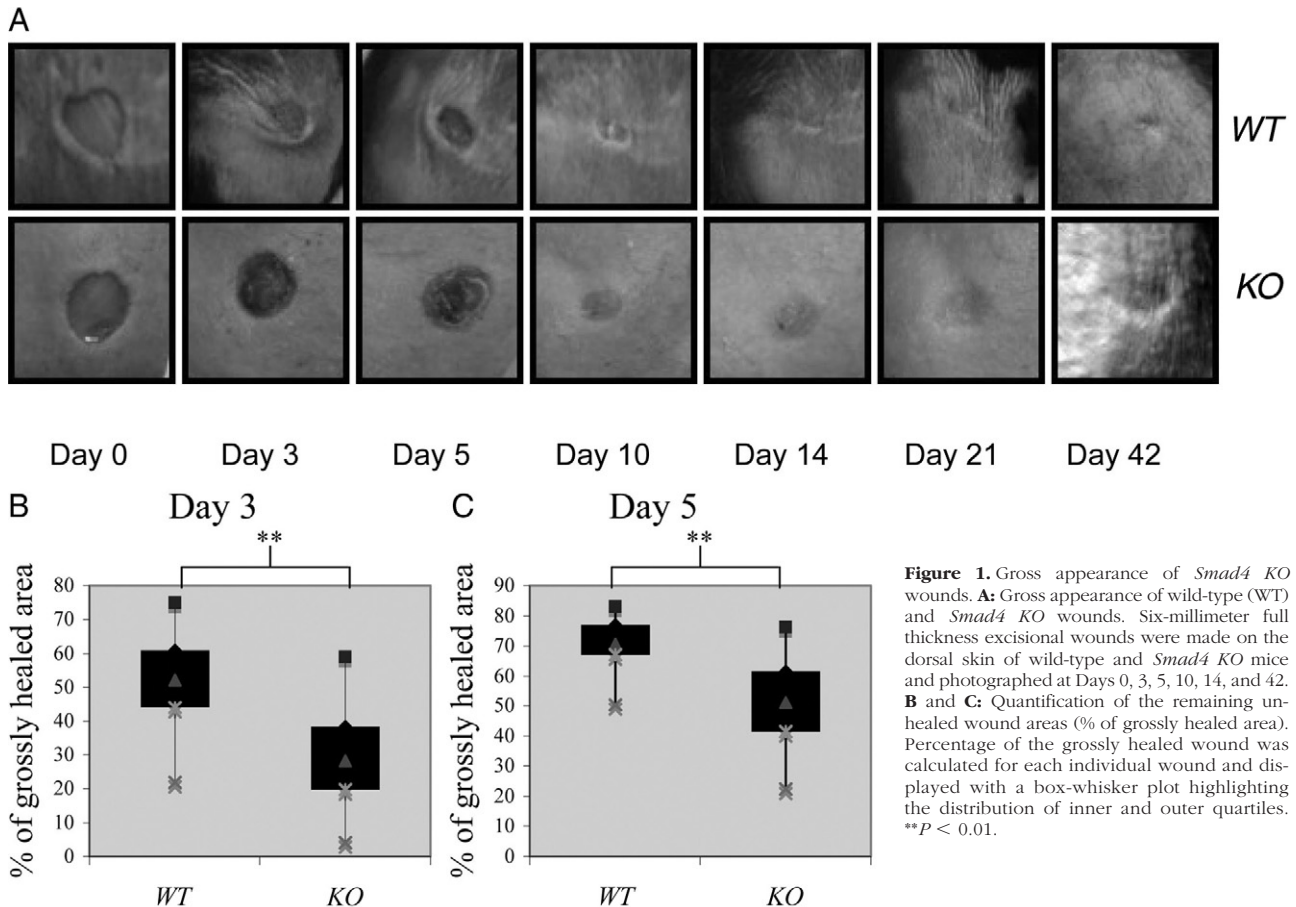 A
WT
KO
Day 0 Day 3 Day 5 Day 10 Day 14 Day 21 Day 42
B
Day 3
**
% of grossly healed area
80
70
60
50
40
30
20
10
0
WT KO
C
Day 5
**
% of grossly healed area
90
80
70
60
50
40
30
20
10
0
WT KO
Figure 1. Gross appearance of Smad4 KO
wounds. A: Gross appearance of wild-type (WT)
and Smad4 KO wounds. Six-millimeter full
thickness excisional wounds were made on the
dorsal skin of wild-type and Smad4 KO mice
and photographed at Days 0, 3, 5, 10, 14, and 42.
B and C: Quantification of the remaining un-
healed wound areas (% of grossly healed area).
Percentage of the grossly healed wound was
calculated for each individual wound and dis-
played with a box-whisker plot highlighting
the distribution of inner and outer quartiles.
**P < 0.01.